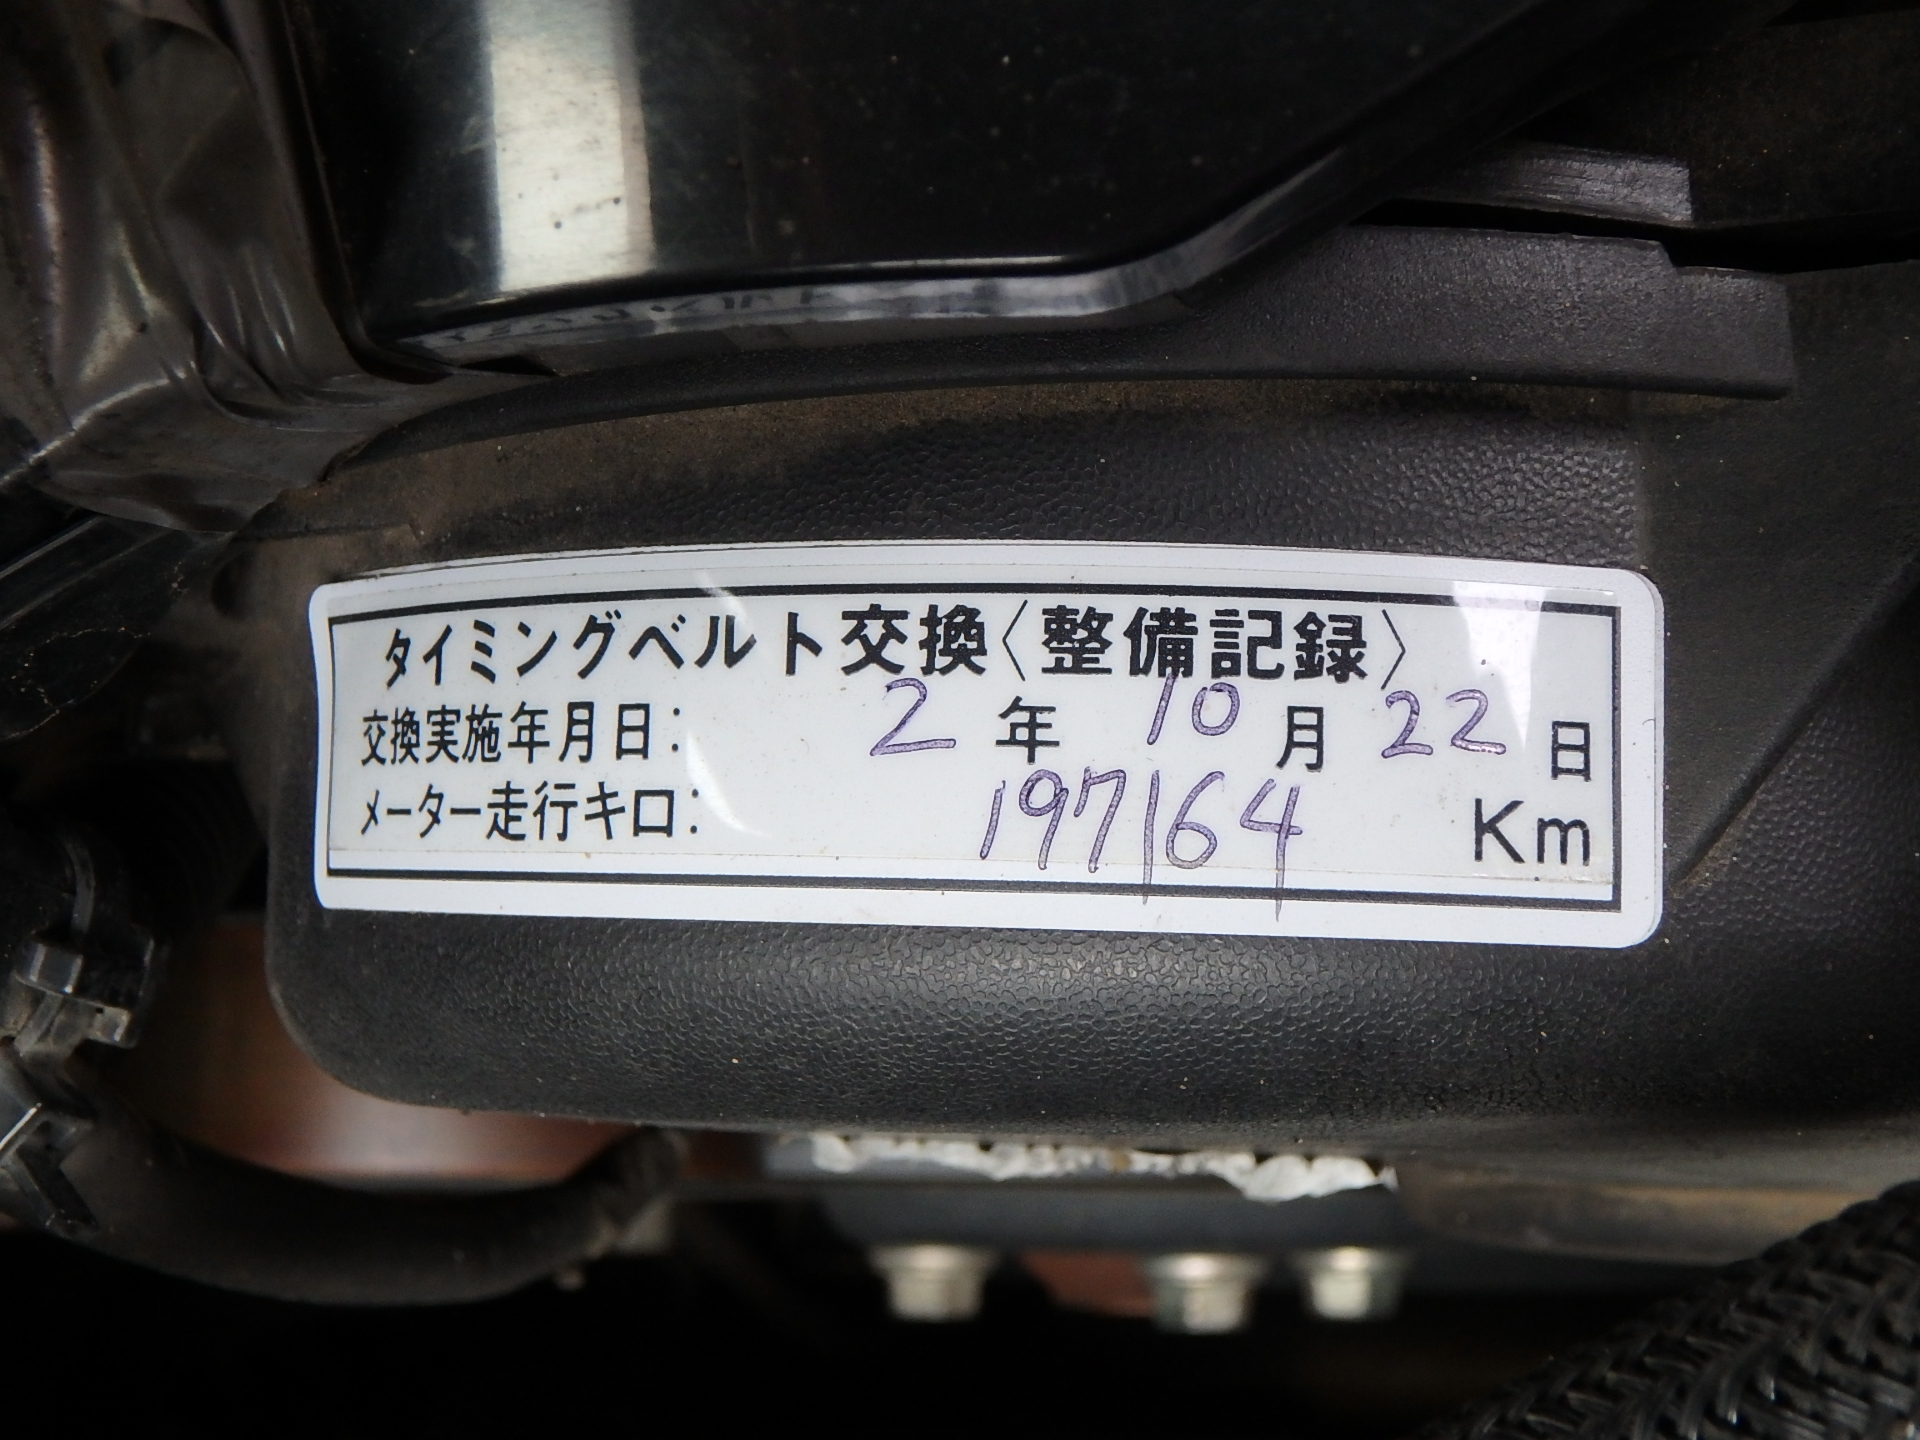 タイミングベルト交換〈整備記録〉
交換実施年月日： 2 年 10 月 22 日
メーター走行キロ： 197164 Km